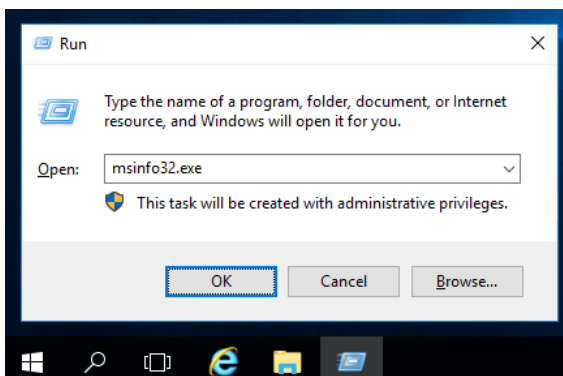 Run
Type the name of a program, folder, document, or Internet
resource, and Windows will open it for you.
Open: msinfo32.exe
This task will be created with administrative privileges.
OK Cancel Browse...